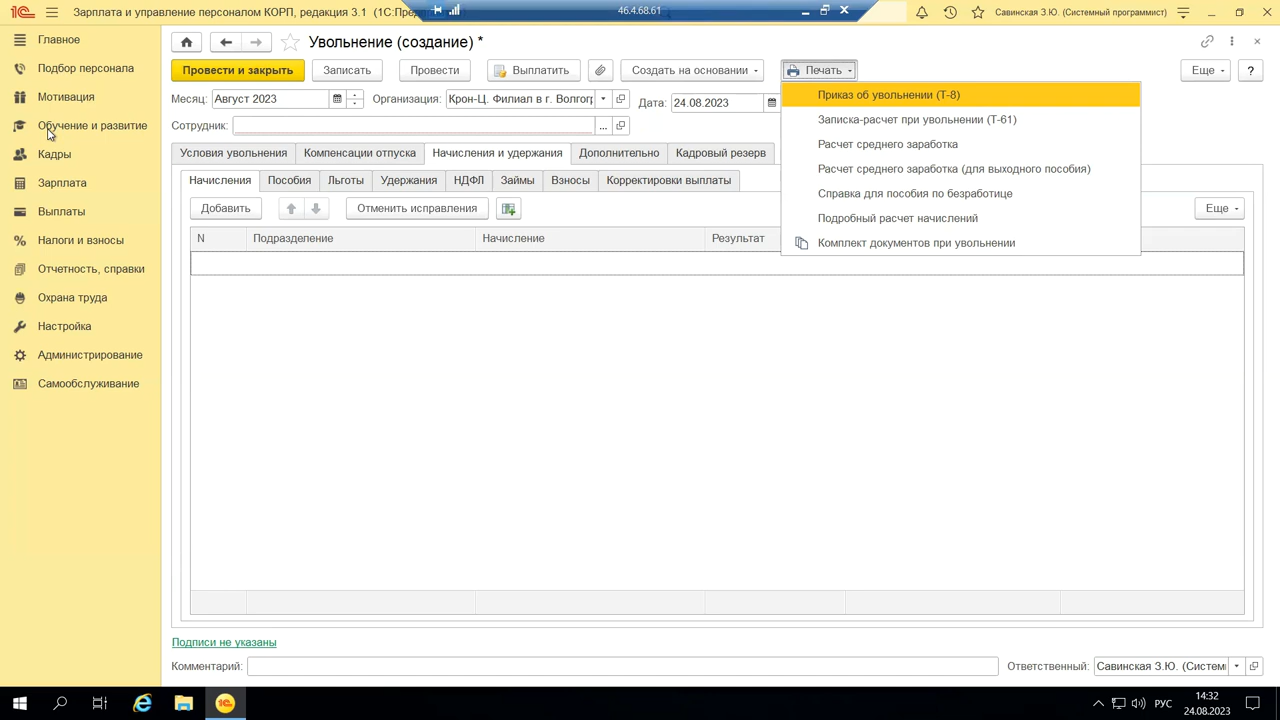 Зарплата и управление персоналом КОРП, редакция 3.1 (1С:Пред
46.4.68.61
Савинская З.Ю. (Системный программист)
Главное
Подбор персонала
Мотивация
Обучение и развитие
Кадры
Зарплата
Выплаты
Налоги и взносы
Отчетность, справки
Охрана труда
Настройка
Администрирование
Самообслуживание
Увольнение (создание) *
Провести и закрыть
Записать
Провести
Выплатить
Создать на основании
Печать
Еще
?
Месяц: Август 2023
Организация: Крон-Ц. Филиал в г. Волгогр
Дата: 24.08.2023
Сотрудник:
...
Приказ об увольнении (Т-8)
Записка-расчет при увольнении (Т-61)
Расчет среднего заработка
Расчет среднего заработка (для выходного пособия)
Справка для пособия по безработице
Подробный расчет начислений
Комплект документов при увольнении
Условия увольнения
Компенсации отпуска
Начисления и удержания
Дополнительно
Кадровый резерв
Начисления
Пособия
Льготы
Удержания
НДФЛ
Займы
Взносы
Корректировки выплаты
Добавить
Отменить исправления
Еще
N
Подразделение
Начисление
Результат
Подписи не указаны
Комментарий:
Ответственный: Савинская З.Ю. (Систем
РУС
14:32
24.08.2023